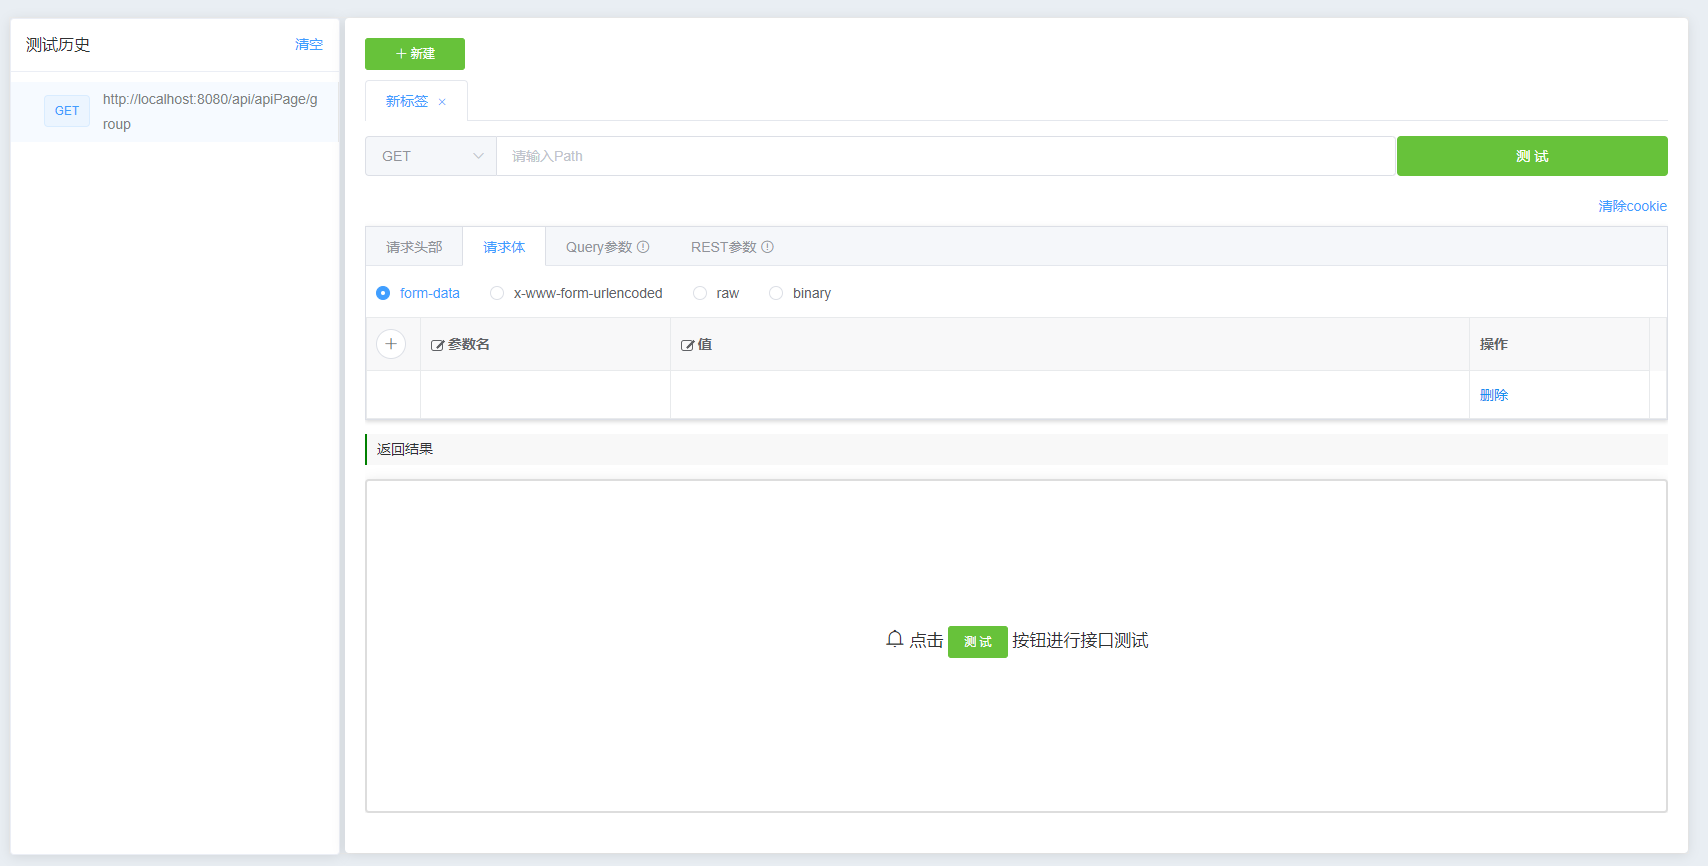 测试历史 清空
GET http://localhost:8080/api/apiPage/g
roup
新建
新标签
GET 请输入Path 测 试
清除cookie
请求头部 请求体 Query参数 REST参数
form-data x-www-form-urlencoded raw binary
参数名 值 操作
删除
返回结果
点击 测 试 按钮进行接口测试